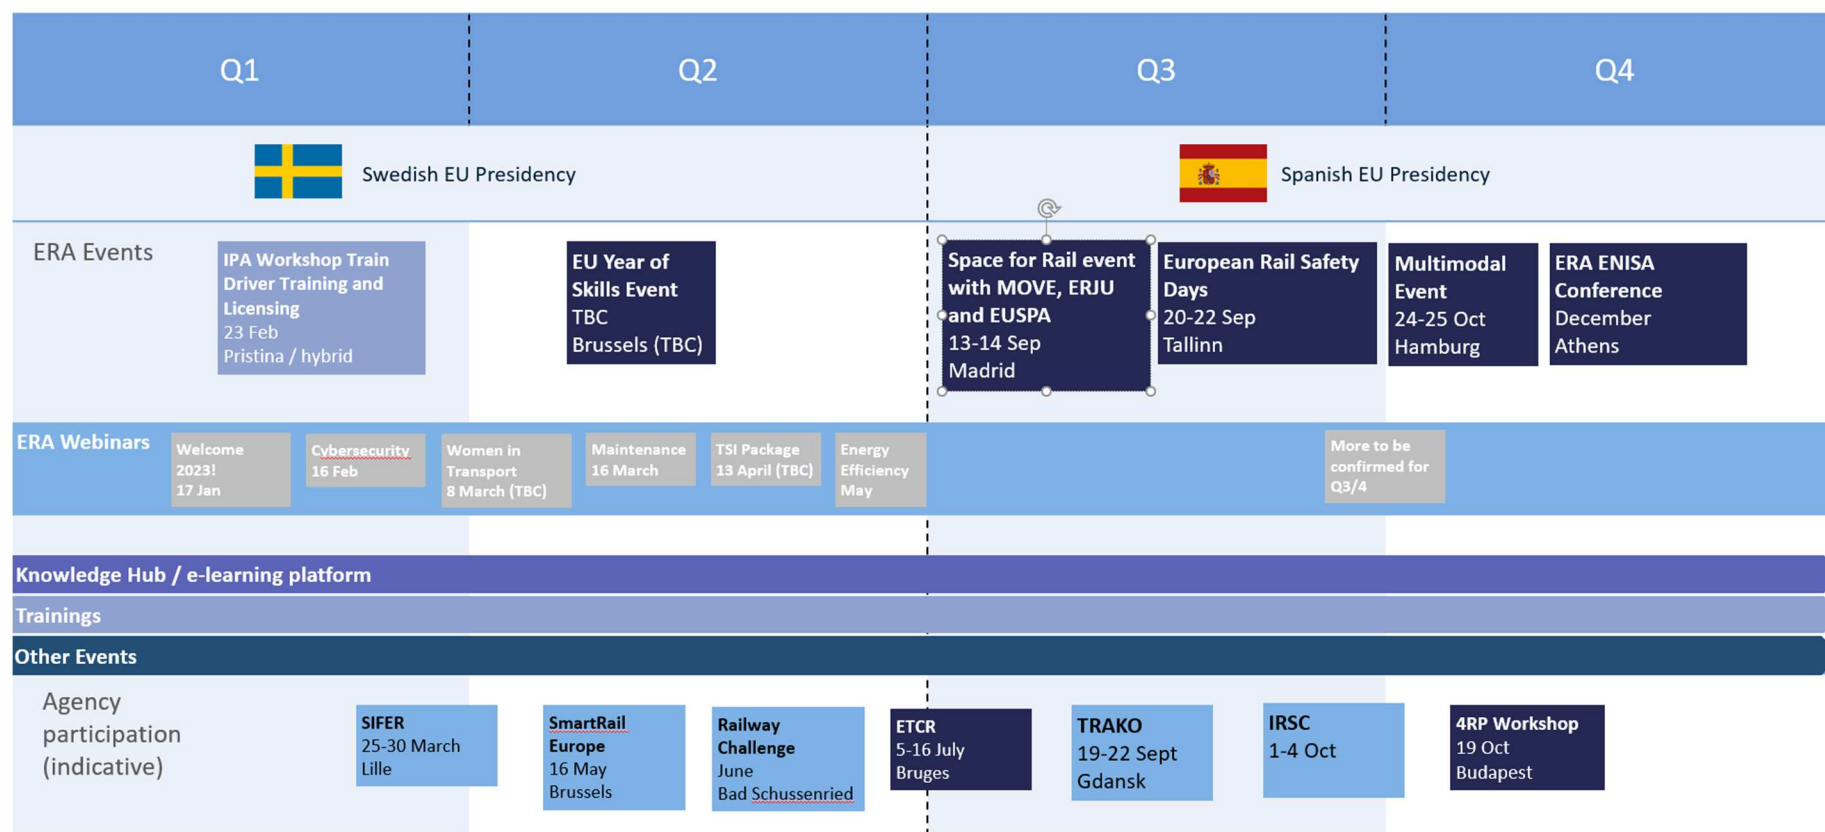 Q1
Q2
Q3
Q4
Swedish EU Presidency
Spanish EU Presidency
ERA Events
IPA Workshop Train
Driver Training and
Licensing
23 Feb
Pristina / hybrid
EU Year of
Skills Event
TBC
Brussels (TBC)
Space for Rail event
with MOVE, ERJU
and EUSPA
13-14 Sep
Madrid
European Rail Safety
Days
20-22 Sep
Tallinn
Multimodal
Event
24-25 Oct
Hamburg
ERA ENISA
Conference
December
Athens
ERA Webinars
Welcome
2023!
17 Jan
Cybersecurity
16 Feb
Women in
Transport
8 March (TBC)
Maintenance
16 March
TSI Package
13 April (TBC)
Energy
Efficiency
May
More to be
confirmed for
Q3/4
Knowledge Hub / e-learning platform
Trainings
Other Events
Agency
participation
(indicative)
SIFER
25-30 March
Lille
SmartRail
Europe
16 May
Brussels
Railway
Challenge
June
Bad Schussenried
ETCR
5-16 July
Bruges
TRAKO
19-22 Sept
Gdansk
IRSC
1-4 Oct
4RP Workshop
19 Oct
Budapest